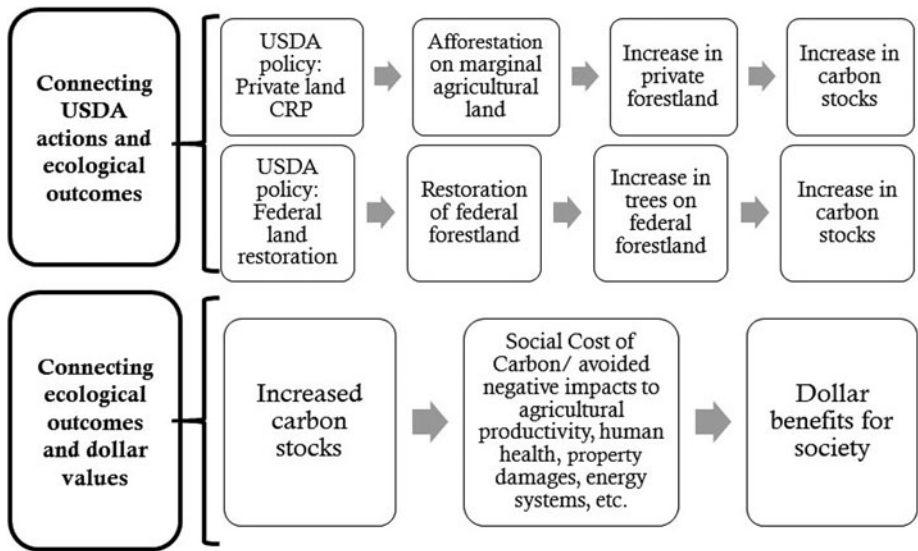 Connecting
USDA
actions and
ecological
outcomes
USDA
policy:
Private land
CRP
Afforestation
on marginal
agricultural
land
Increase in
private
forestland
Increase in
carbon
stocks
USDA
policy:
Federal
land
restoration
Restoration
of federal
forestland
Increase in
trees on
federal
forestland
Increase in
carbon
stocks
Connecting
ecological
outcomes
and dollar
values
Increased
carbon
stocks
Social Cost of
Carbon/ avoided
negative impacts to
agricultural
productivity, human
health, property
damages, energy
systems, etc.
Dollar
benefits for
society